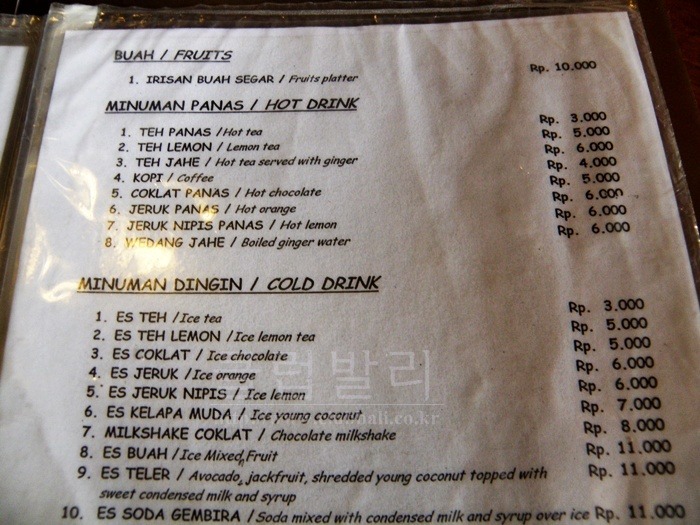 BUAH / FRUITS
1. IRISAN BUAH SEGAR / Fruits platter Rp. 10.000
MINUMAN PANAS / HOT DRINK
1. TEH PANAS / Hot tea Rp. 3.000
2. TEH LEMON / Lemon tea Rp. 5.000
3. TEH JAHE / Hot tea served with ginger Rp. 6.000
4. KOPI / Coffee Rp. 4.000
5. COKLAT PANAS / Hot chocolate Rp. 5.000
6. JERUK PANAS / Hot orange Rp. 6.000
7. JERUK NIPIS PANAS / Hot lemon Rp. 6.000
8. WEDANG JAHE / Boiled ginger water Rp. 6.000
MINUMAN DINGIN / COLD DRINK
1. ES TEH / Ice tea Rp. 3.000
2. ES TEH LEMON / Ice lemon tea Rp. 5.000
3. ES COKLAT / Ice chocolate Rp. 5.000
4. ES JERUK / Ice orange Rp. 6.000
5. ES JERUK NIPIS / Ice lemon Rp. 6.000
6. ES KELAPA MUDA / Ice young coconut Rp. 7.000
7. MILKSHAKE COKLAT / Chocolate milkshake Rp. 8.000
8. ES BUAH / Ice Mixed Fruit Rp. 11.000
9. ES TELER / Avocado, jackfruit, shredded young coconut topped with Rp. 11.000
sweet condensed milk and syrup
10. ES SODA GEMBIRA / Soda mixed with condensed milk and syrup over ice Rp. 11.000